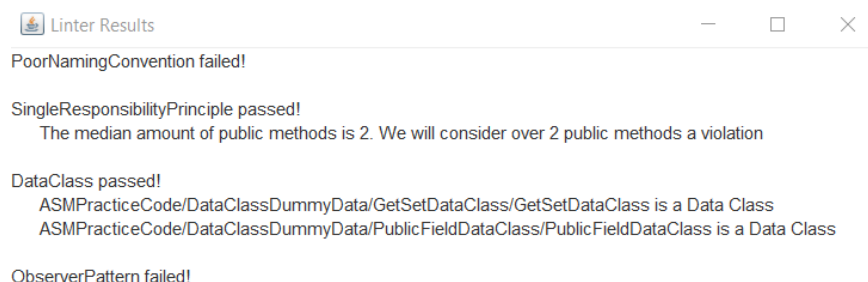 Linter Results
PoorNamingConvention failed!
SingleResponsibilityPrinciple passed!
The median amount of public methods is 2. We will consider over 2 public methods a violation
DataClass passed!
ASMPracticeCode/DataClassDummyData/GetSetDataClass/GetSetDataClass is a Data Class
ASMPracticeCode/DataClassDummyData/PublicFieldDataClass/PublicFieldDataClass is a Data Class
ObserverPattern failed!